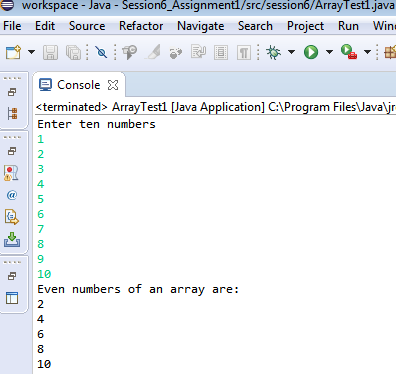 workspace - Java - Session6_Assignment1/src/session6/ArrayTest1.java
File Edit Source Refactor Navigate Search Project Run Win
Console
<terminated> ArrayTest1 [Java Application] C:\Program Files\Java\jr
Enter ten numbers
1
2
3
4
5
6
7
8
9
10
Even numbers of an array are:
2
4
6
8
10